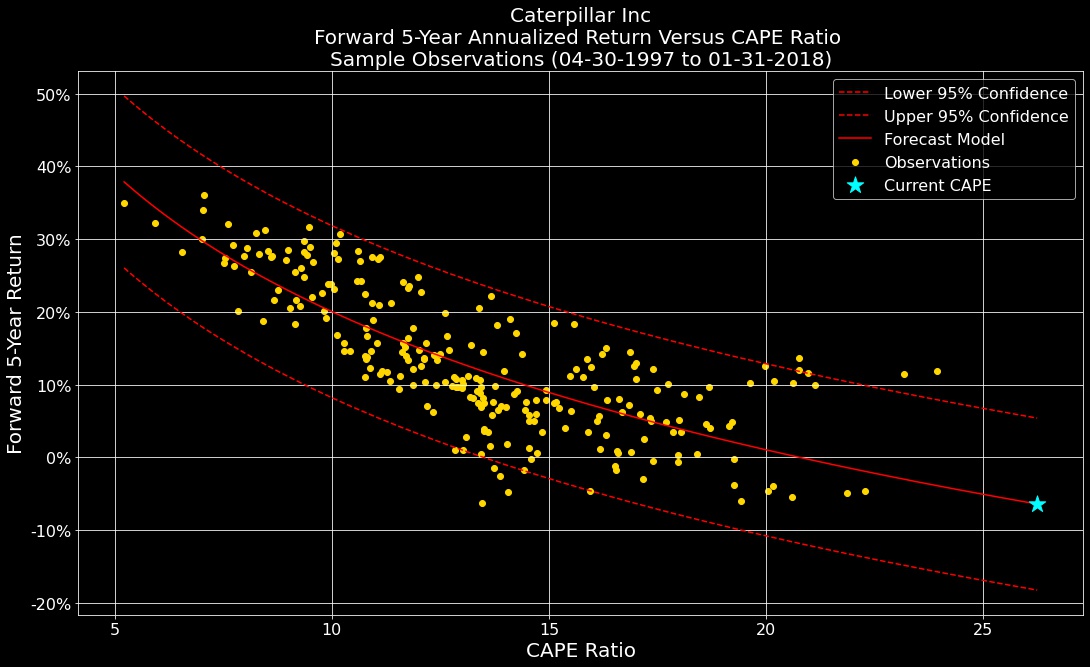 Caterpillar Inc
Forward 5-Year Annualized Return Versus CAPE Ratio
Sample Observations (04-30-1997 to 01-31-2018)
Lower 95% Confidence
Upper 95% Confidence
Forecast Model
Observations
Current CAPE
Forward 5-Year Return
50%
40%
30%
20%
10%
0%
-10%
-20%
5
10
15
20
25
CAPE Ratio